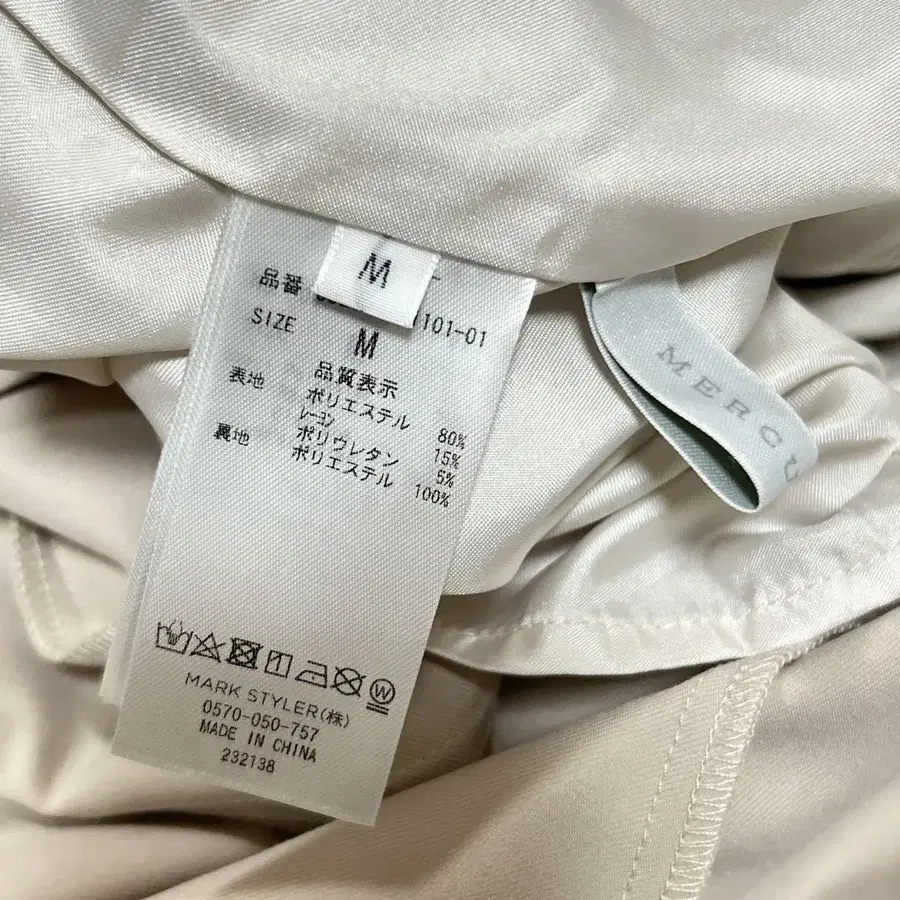 M
品番 101-01
SIZE M
品質表示
表地 ポリエステル 80%
レーヨン 15%
ポリウレタン 5%
裏地 ポリエステル 100%
MARK STYLER(株)
0570-050-757
MADE IN CHINA
232138
MERCU